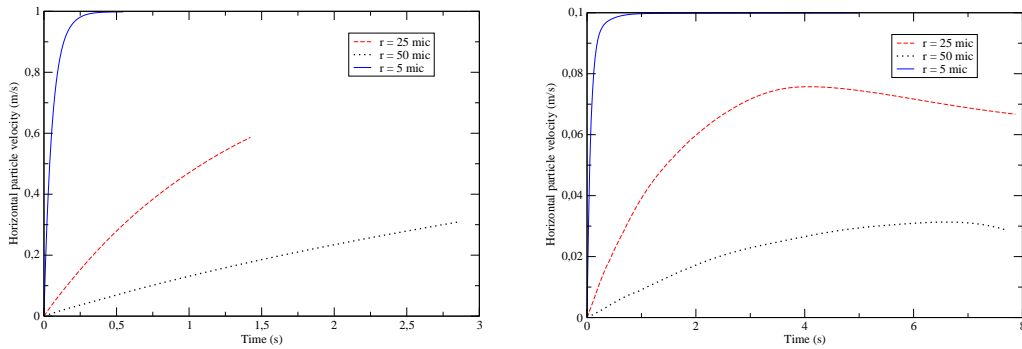 Horizontal particle velocity (m/s)
1
0,8
0,6
0,4
0,2
0
0
0,5
1
1,5
2
2,5
3
Time (s)
r = 25 mic
r = 50 mic
r = 5 mic
Horizontal particle velocity (m/s)
0,1
0,08
0,06
0,04
0,02
0
0
2
4
6
8
Time (s)
r = 25 mic
r = 50 mic
r = 5 mic